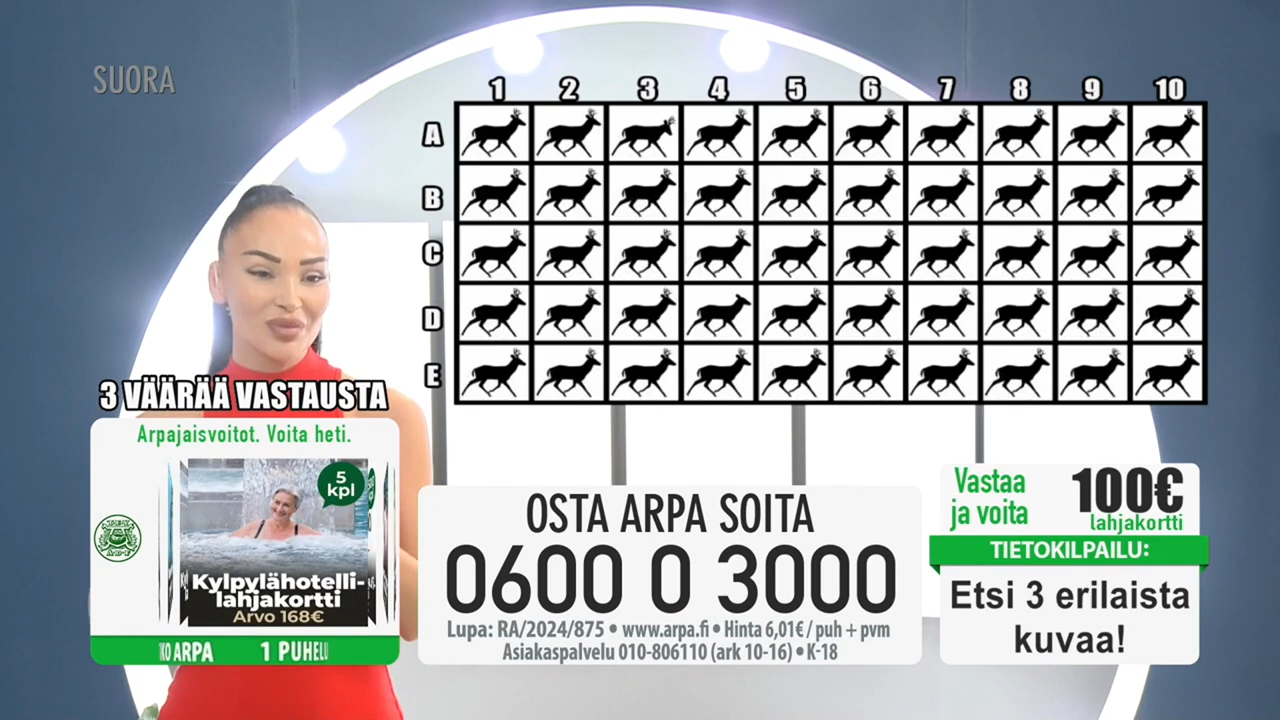 SUORA
1 2 3 4 5 6 7 8 9 10
A
B
C
D
E
3 VÄÄRÄÄ VASTAUSTA
Arpajaisvoitot. Voita heti.
5
kpl
Kylpylähotelli-
lahjakortti
Arvo 168€
KO ARPA 1 PUHELU
OSTA ARPA SOITA
0600 0 3000
Lupa: RA/2024/875 • www.arpa.fi • Hinta 6,01€ / puh + pvm
Asiakaspalvelu 010-806110 (ark 10-16) • K-18
Vastaa
ja voita
100€
lahjakortti
TIETOKILPAILU:
Etsi 3 erilaista
kuvaa!